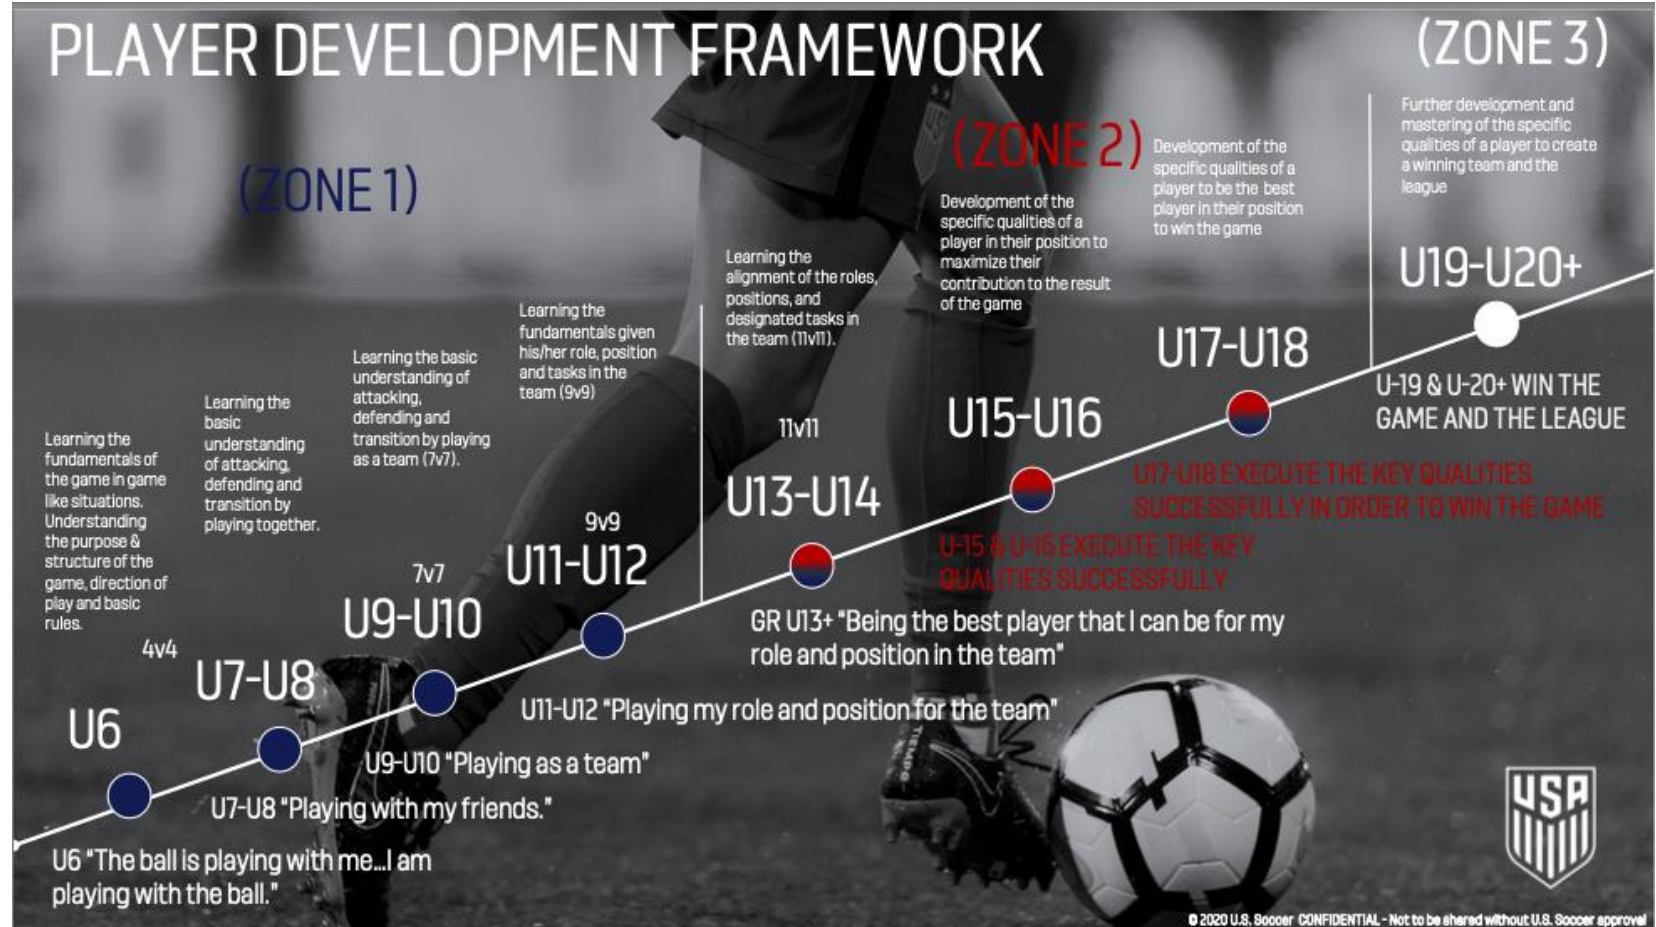 PLAYER DEVELOPMENT FRAMEWORK
(ZONE 3)
Further development and
mastering of the specific
qualities of a player to create
a winning team and the
league
(ZONE 2)
Development of the
specific qualities of a
player to be the best
player in their position
to win the game
(ZONE 1)
Development of the
specific qualities of a
player in their position to
maximize their
contribution to the result
of the game
Learning the
alignment of the roles,
positions, and
designated tasks in
the team (11v11).
Learning the
fundamentals given
his/her role, position
and tasks in the
team (9v9)
Learning the basic
understanding of
attacking,
defending and
transition by playing
as a team (7v7).
Learning the
basic
understanding
of attacking,
defending and
transition by
playing together.
Learning the
fundamentals of
the game in game
like situations.
Understanding
the purpose &
structure of the
game, direction of
play and basic
rules.
U19-U20+
U17-U18
U-19 & U-20+ WIN THE
GAME AND THE LEAGUE
U15-U16
11v11
U13-U14
U17-U18 EXECUTE THE KEY QUALITIES
SUCCESSFULLY IN ORDER TO WIN THE GAME
9v9
U11-U12
U-15 & U-16 EXECUTE THE KEY
QUALITIES SUCCESSFULLY
7v7
U9-U10
GR U13+ “Being the best player that I can be for my
role and position in the team”
4v4
U7-U8
U6
U11-U12 “Playing my role and position for the team”
U9-U10 “Playing as a team”
U7-U8 “Playing with my friends.”
U6 “The ball is playing with me...I am
playing with the ball.”
TIEMPO
USA
© 2020 U.S. Soccer CONFIDENTIAL - Not to be shared without U.S. Soccer approval